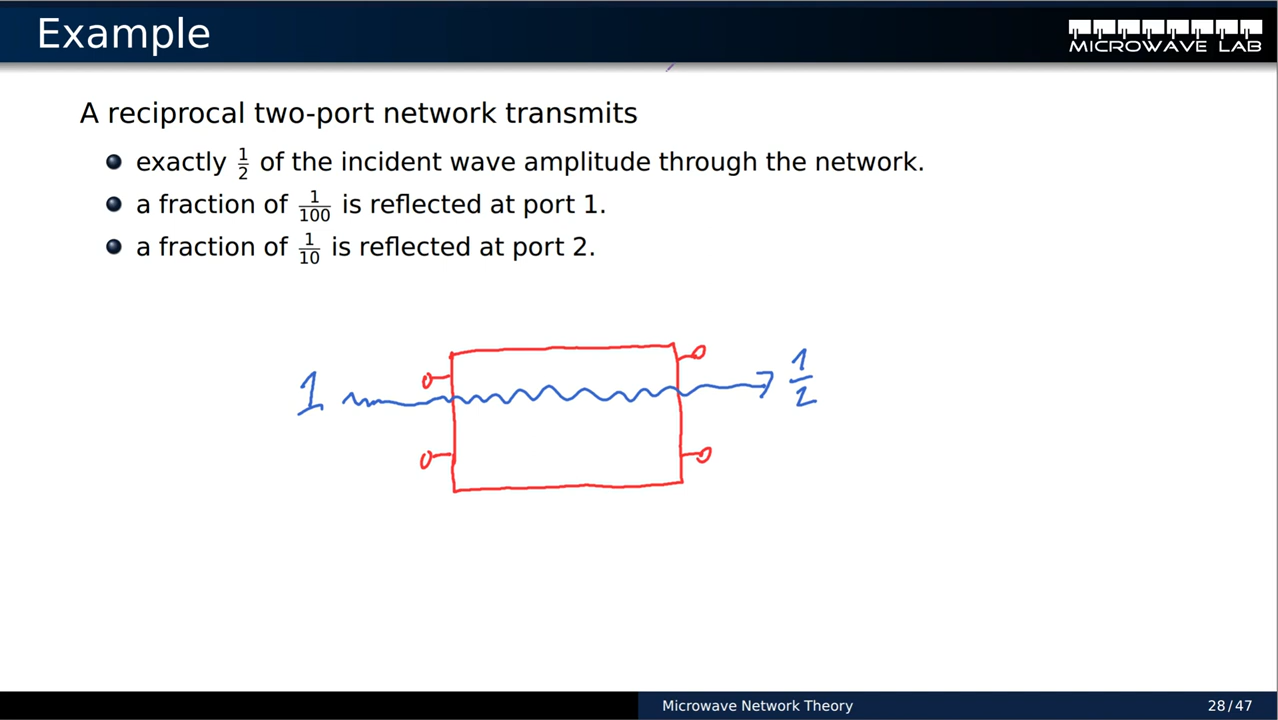 Example
MICROWAVE LAB
A reciprocal two-port network transmits
exactly 1/2 of the incident wave amplitude through the network.
a fraction of 1/100 is reflected at port 1.
a fraction of 1/10 is reflected at port 2.
1
1/2
Microwave Network Theory
28/47